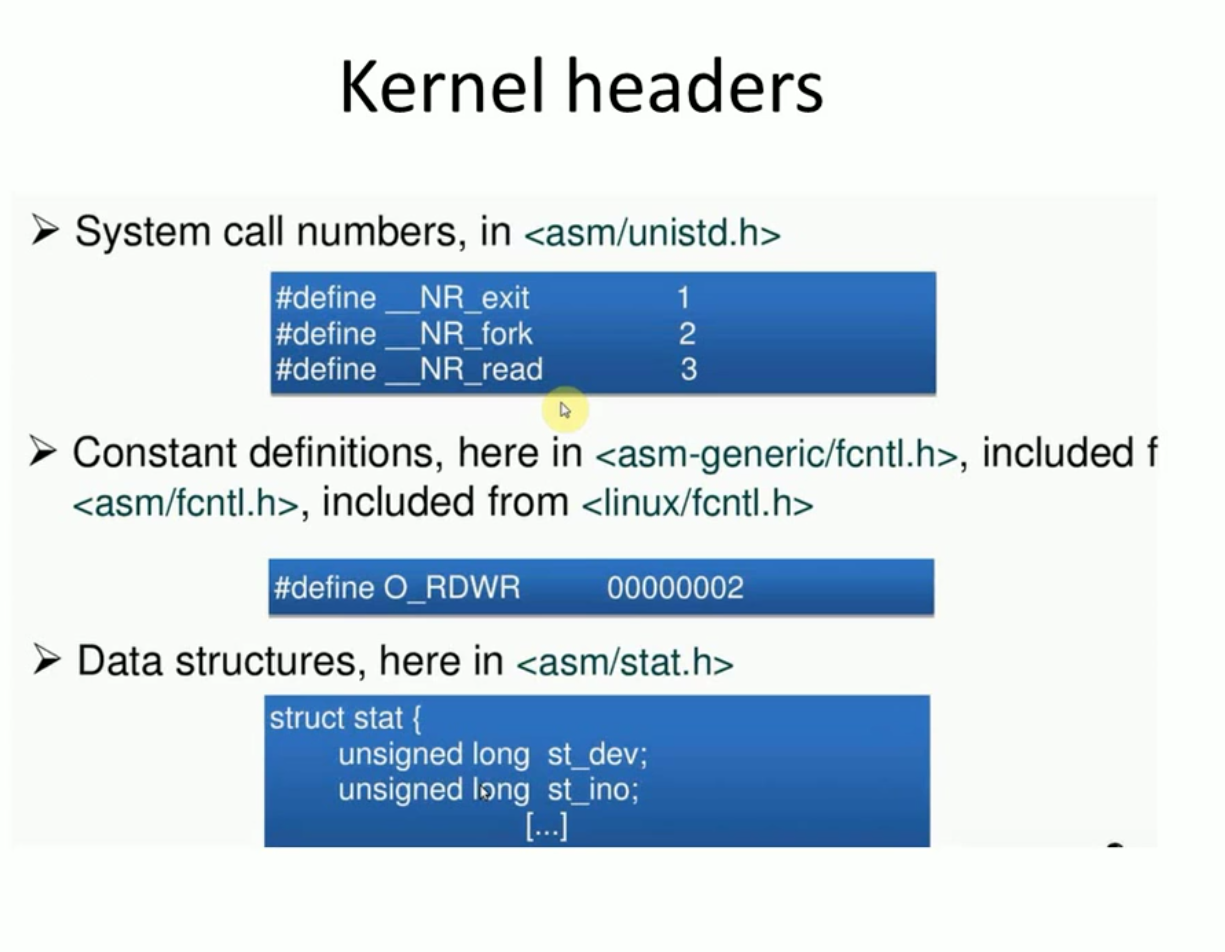 Kernel headers
➢ System call numbers, in <asm/unistd.h>
#define __NR_exit 1
#define __NR_fork 2
#define __NR_read 3
➢ Constant definitions, here in <asm-generic/fcntl.h>, included f
<asm/fcntl.h>, included from <linux/fcntl.h>
#define O_RDWR 00000002
➢ Data structures, here in <asm/stat.h>
struct stat {
unsigned long st_dev;
unsigned long st_ino;
[...]